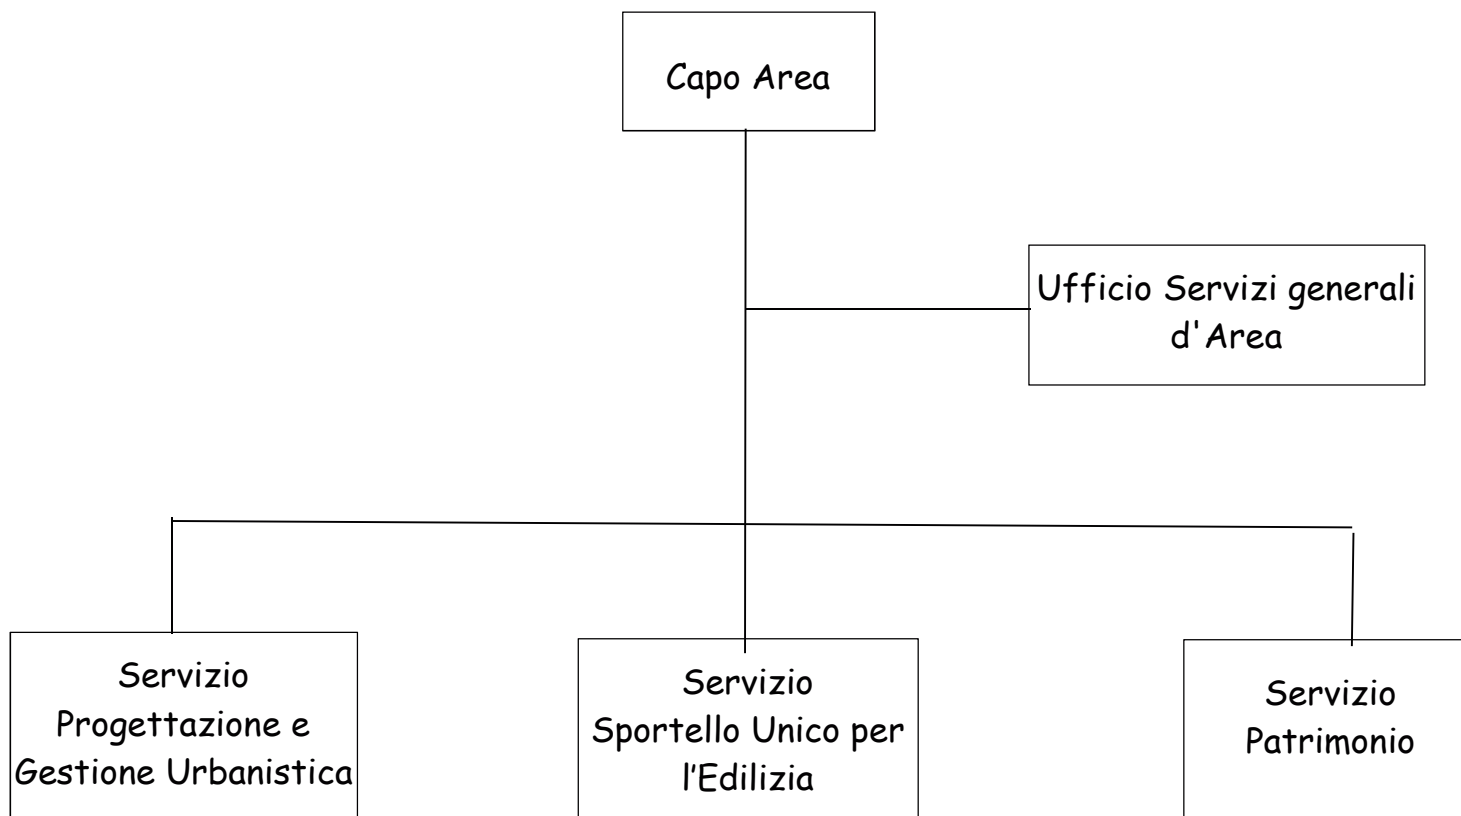 Capo Area
Ufficio Servizi generali
d'Area
Servizio
Progettazione e
Gestione Urbanistica
Servizio
Sportello Unico per
l'Edilizia
Servizio
Patrimonio